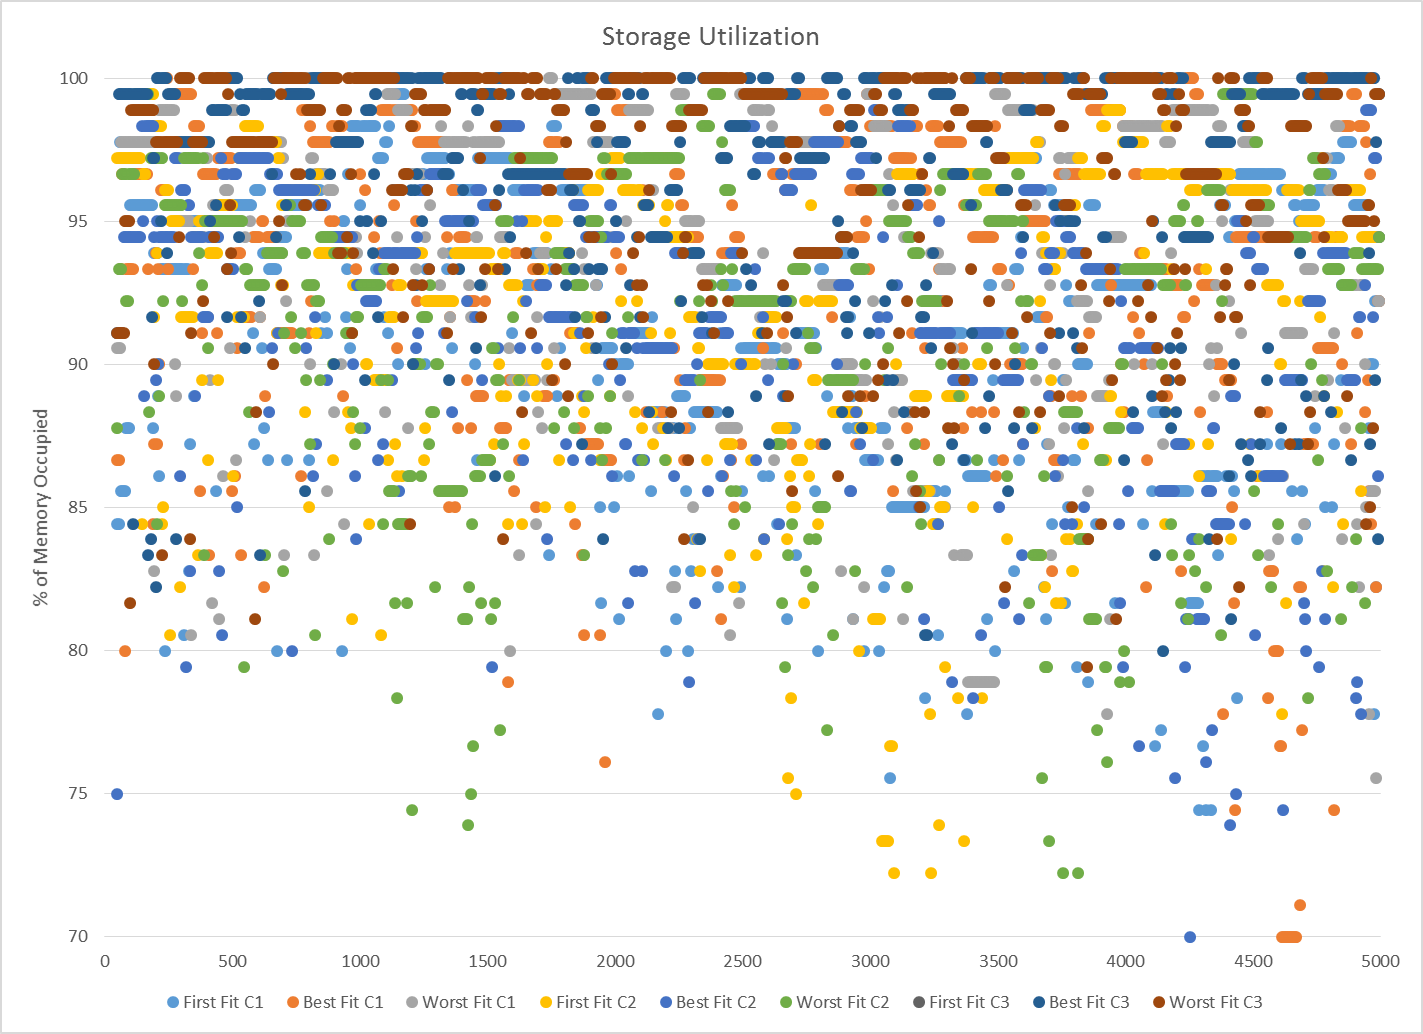 Storage Utilization
100
95
90
85
80
75
70
% of Memory Occupied
0 500 1000 1500 2000 2500 3000 3500 4000 4500 5000
First Fit C1 Best Fit C1 Worst Fit C1 First Fit C2 Best Fit C2 Worst Fit C2 First Fit C3 Best Fit C3 Worst Fit C3